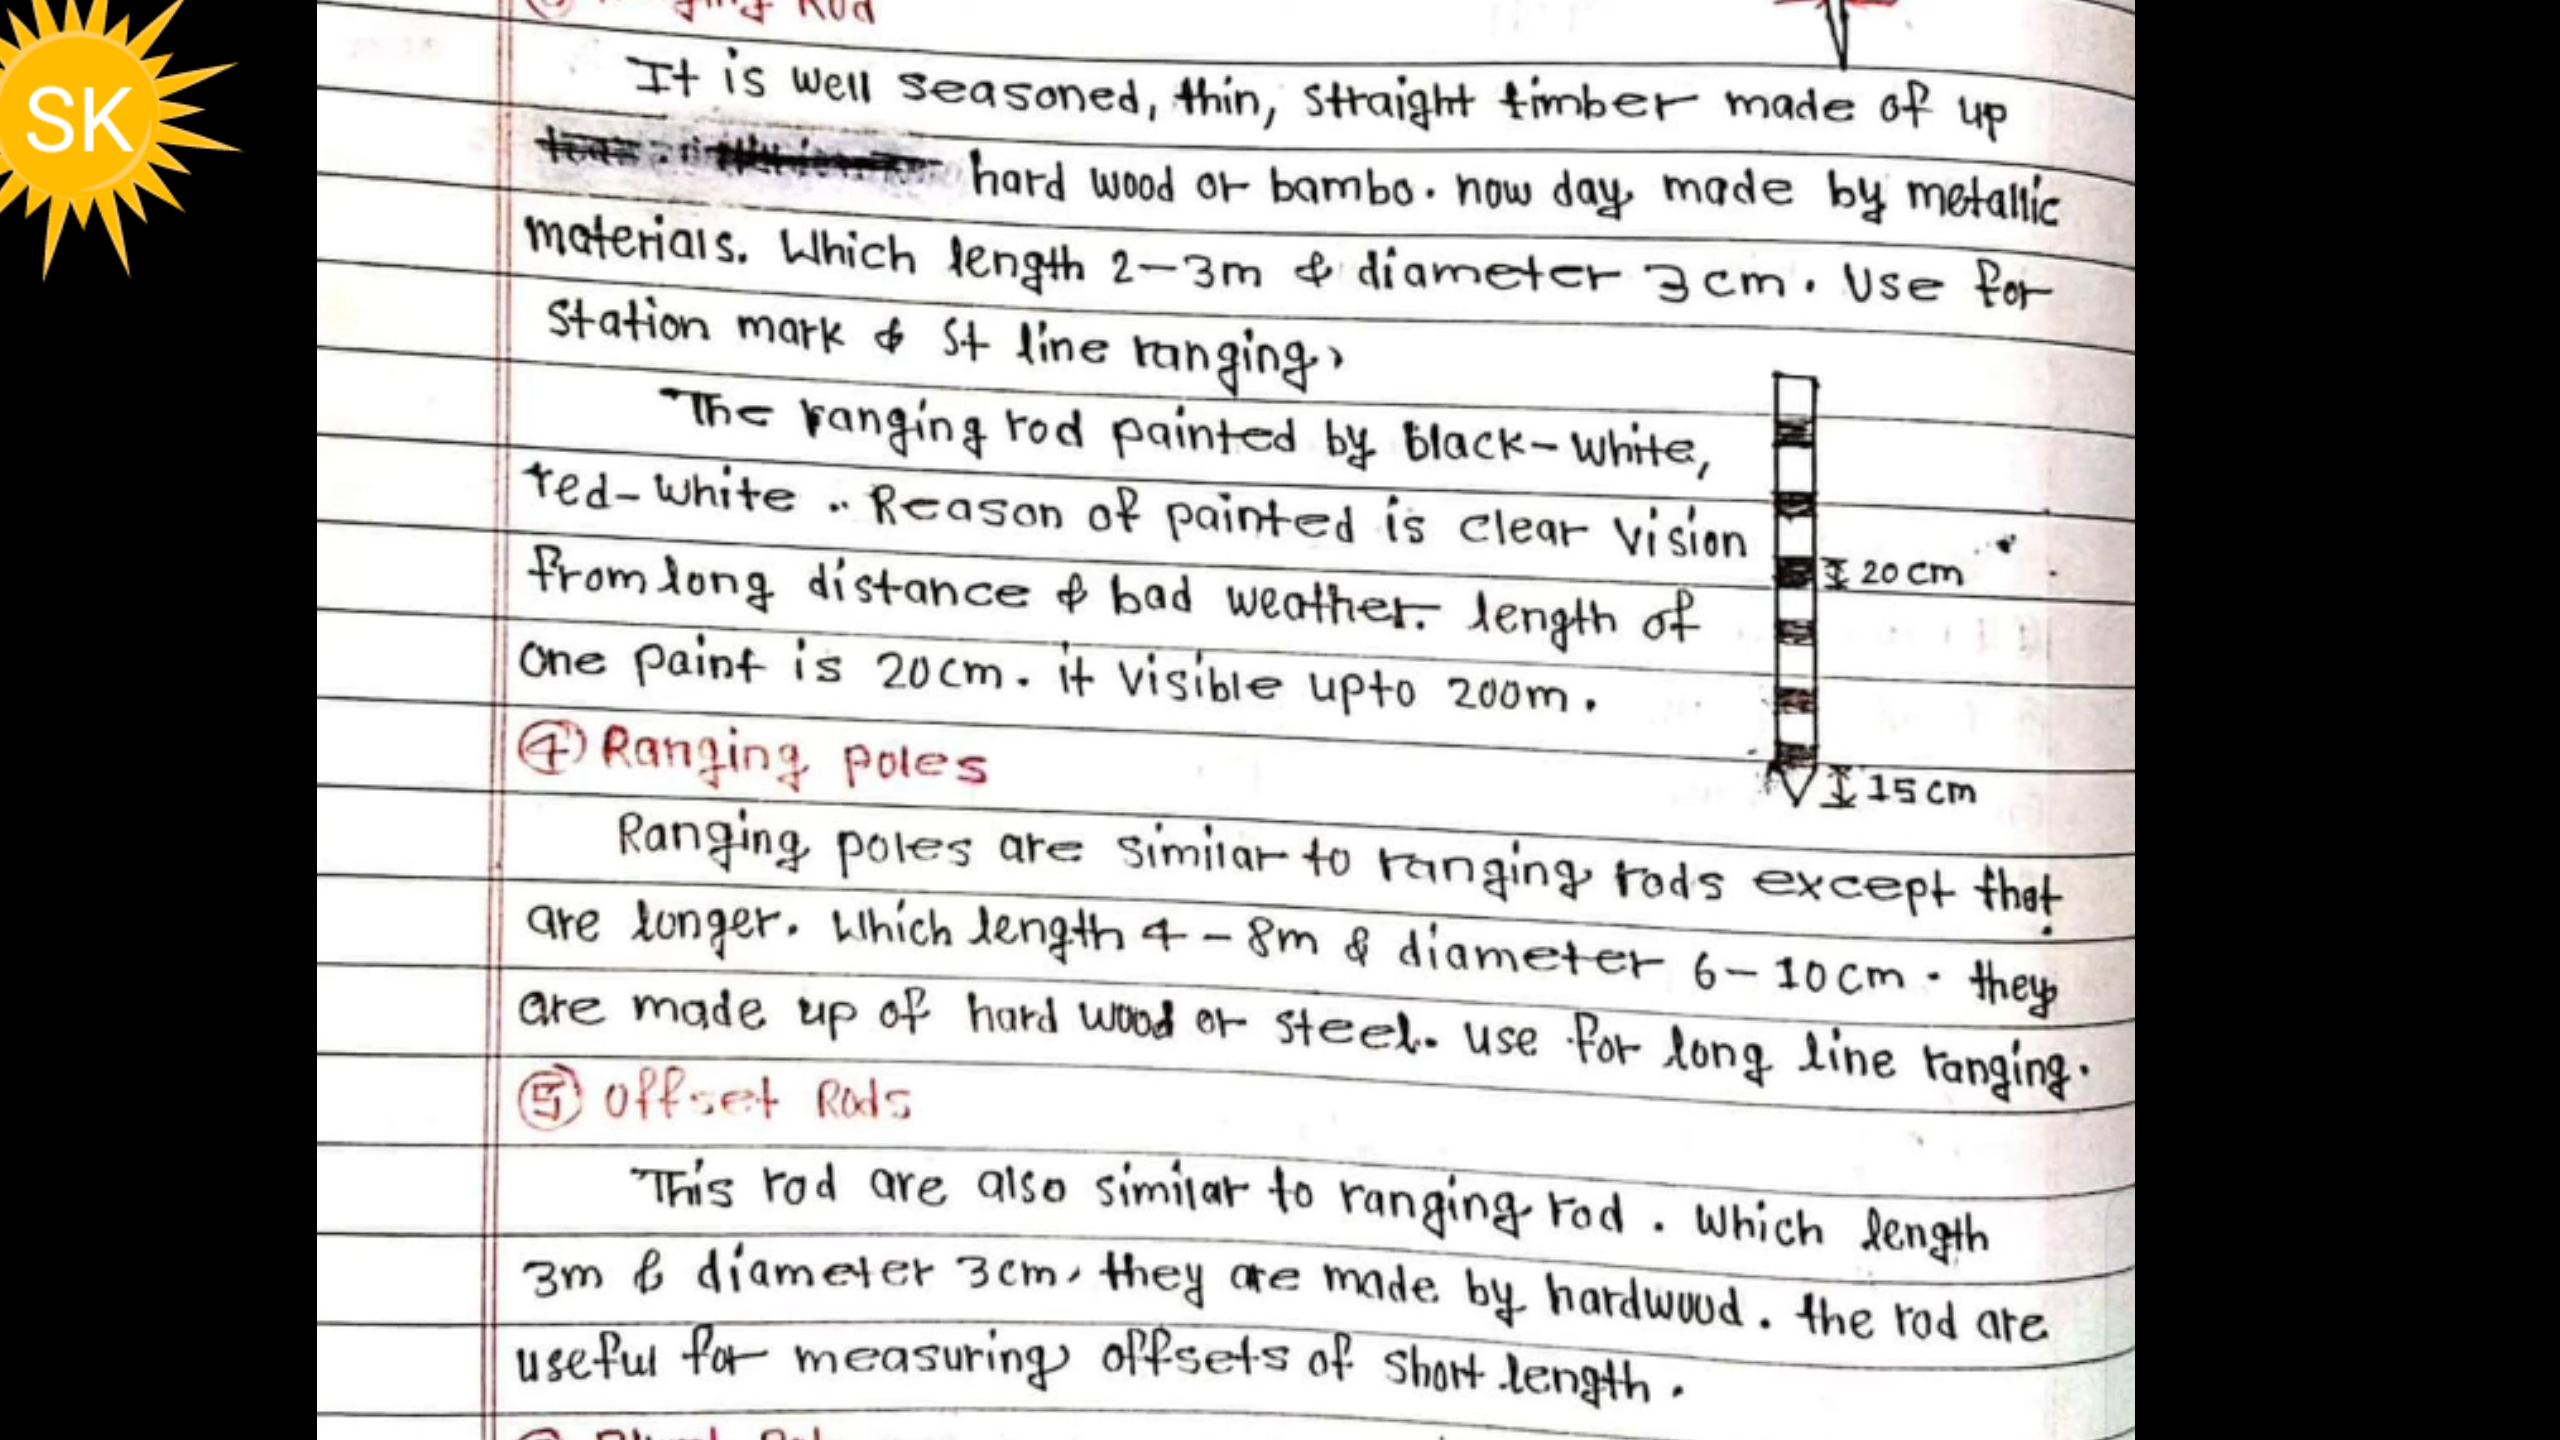 SK
Ranging Rod
It is well seasoned, thin, straight timber made of up
hard wood or bambo. now day made by metallic
materials. Which length 2-3m & diameter 3cm. Use for
station mark & St line ranging,
The ranging rod painted by black-white,
red-white .. Reason of painted is clear vision
from long distance & bad weather. length of
one paint is 20cm. it visible upto 200m.
20cm
15cm
④ Ranging poles
Ranging poles are similar to ranging rods except that
are longer. Which length 4-8m & diameter 6-10cm. they
are made up of hard wood or steel. use for long line ranging.
⑤ offset Rods
This rod are also similar to ranging rod. Which length
3m & diameter 3cm, they are made by hardwood. the rod are
useful for measuring offsets of short length.